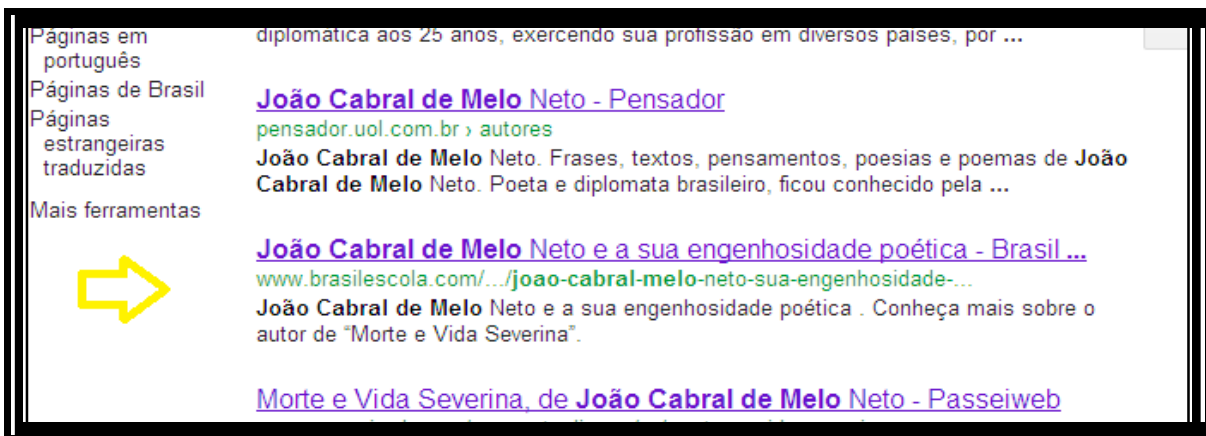 Páginas em
português
Páginas de Brasil
Páginas
estrangeiras
traduzidas
Mais ferramentas
diplomática aos 25 anos, exercendo sua profissão em diversos países, por ...
João Cabral de Melo Neto - Pensador
pensador.uol.com.br › autores
João Cabral de Melo Neto. Frases, textos, pensamentos, poesias e poemas de João
Cabral de Melo Neto. Poeta e diplomata brasileiro, ficou conhecido pela ...
João Cabral de Melo Neto e a sua engenhosidade poética - Brasil ...
www.brasilescola.com/.../joao-cabral-melo-neto-sua-engenhosidade-...
João Cabral de Melo Neto e a sua engenhosidade poética . Conheça mais sobre o
autor de “Morte e Vida Severina”.
Morte e Vida Severina, de João Cabral de Melo Neto - Passeiweb